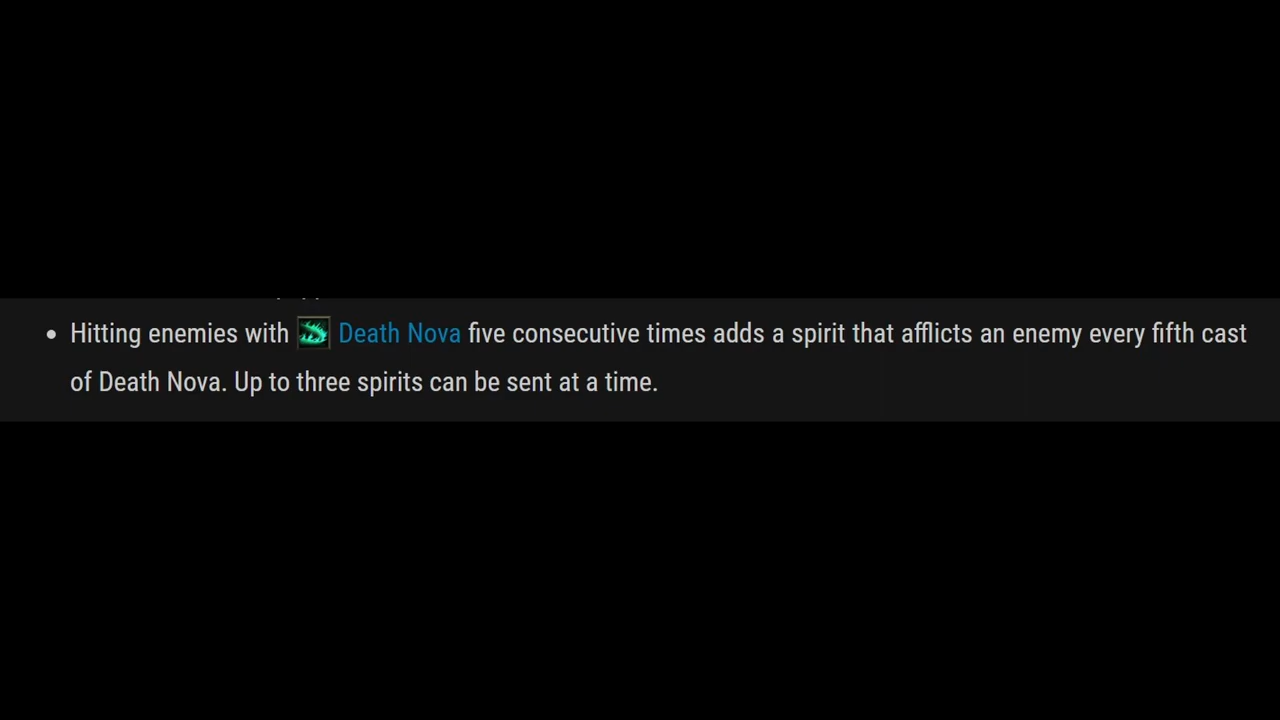 • Hitting enemies with Death Nova five consecutive times adds a spirit that afflicts an enemy every fifth cast
of Death Nova. Up to three spirits can be sent at a time.